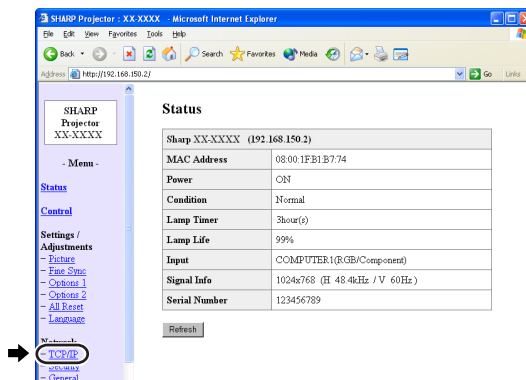 SHARP Projector : XX-XXXX - Microsoft Internet Explorer
File Edit View Favorites Tools Help
Back Search Favorites Media
Address http://192.168.150.2/ Go Links
SHARP
Projector
XX-XXXX
- Menu -
Status
Control
Settings /
Adjustments
- Picture
- Fine Sync
- Options 1
- Options 2
- All Reset
- Language
Network
- TCP/IP
- Security
- General
Status
Sharp XX-XXXX (192.168.150.2)
MAC Address 08:00:1F:B1:B7:74
Power ON
Condition Normal
Lamp Timer 3hour(s)
Lamp Life 99%
Input COMPUTER1(RGB/Component)
Signal Info 1024x768 (H 48.4kHz / V 60Hz)
Serial Number 123456789
Refresh